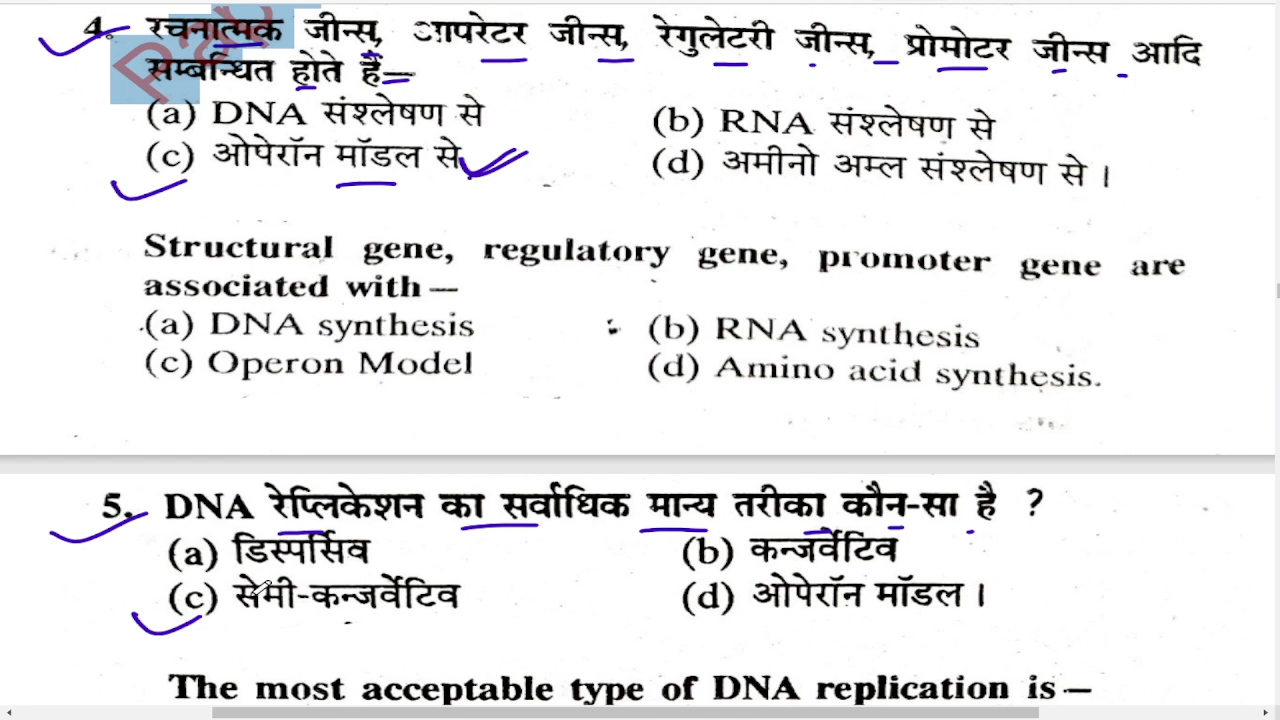 4. रचनात्मक जीन्स, आपरेटर जीन्स, रेगुलेटरी जीन्स, प्रोमोटर जीन्स आदि
सम्बन्धित होते हैं—
(a) DNA संश्लेषण से (b) RNA संश्लेषण से
(c) ओपेरॉन मॉडल से (d) अमीनो अम्ल संश्लेषण से ।
Structural gene, regulatory gene, promoter gene are
associated with—
(a) DNA synthesis (b) RNA synthesis
(c) Operon Model (d) Amino acid synthesis.
5. DNA रेप्लिकेशन का सर्वाधिक मान्य तरीका कौन-सा है ?
(a) डिस्पर्सिव (b) कन्जर्वेटिव
(c) सेमी-कन्जर्वेटिव (d) ओपेरॉन मॉडल ।
The most acceptable type of DNA replication is—